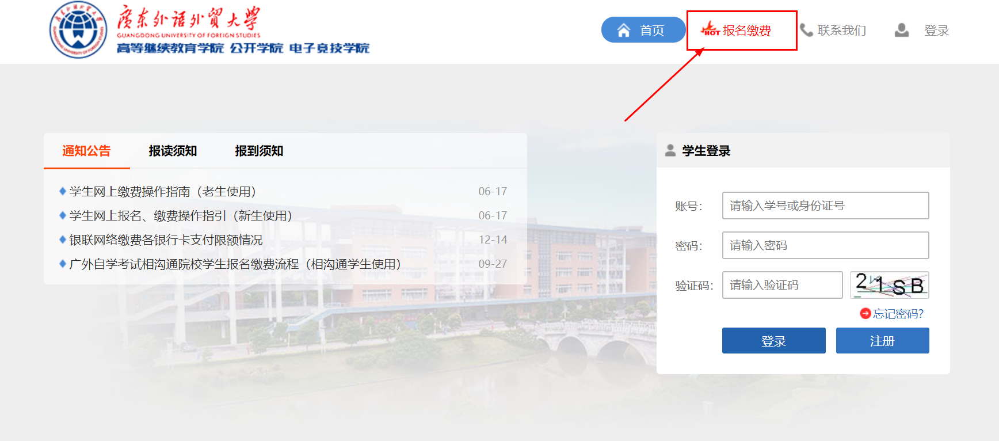 廣东外语外贸大学
GUANGDONG UNIVERSITY OF FOREIGN STUDIES
高等继续教育学院 公开学院 电子竞技学院
首页
HOT 报名缴费
联系我们
登录
通知公告 报读须知 报到须知
学生网上缴费操作指南（老生使用） 06-17
学生网上报名、缴费操作指引（新生使用） 06-17
银联网络缴费各银行卡支付限额情况 12-14
广外自学考试相沟通院校学生报名缴费流程（相沟通学生使用） 09-27
学生登录
账号： 请输入学号或身份证号
密码： 请输入密码
验证码： 请输入验证码 21SB
忘记密码?
登录 注册